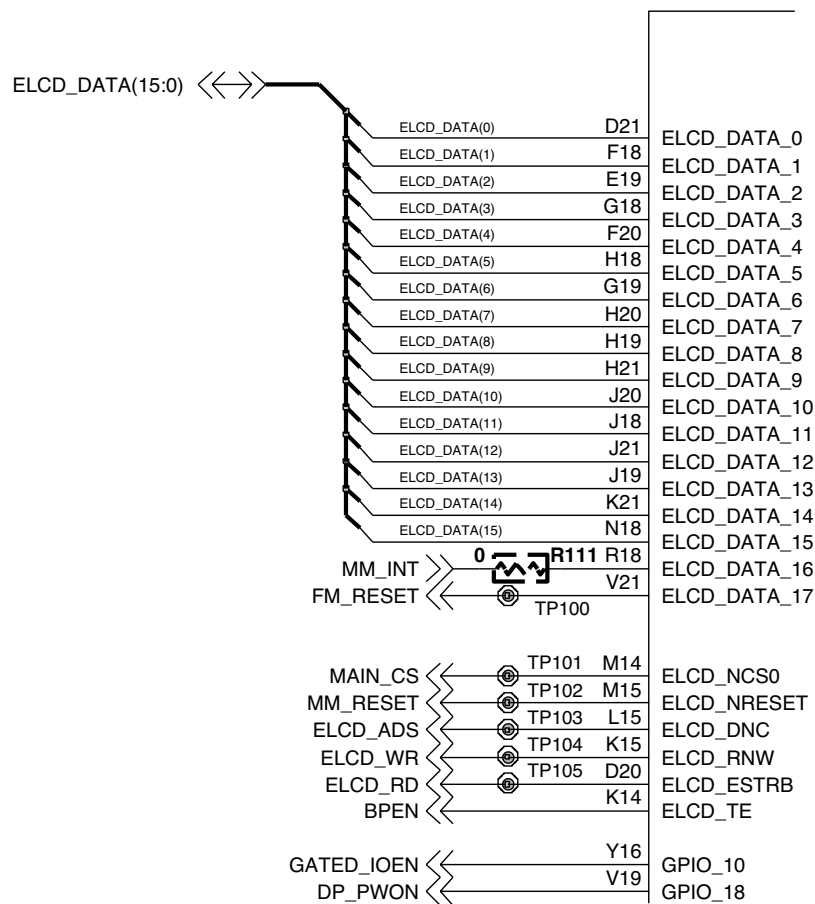 ELCD_DATA(15:0)
ELCD_DATA(0) D21 ELCD_DATA_0
ELCD_DATA(1) F18 ELCD_DATA_1
ELCD_DATA(2) E19 ELCD_DATA_2
ELCD_DATA(3) G18 ELCD_DATA_3
ELCD_DATA(4) F20 ELCD_DATA_4
ELCD_DATA(5) H18 ELCD_DATA_5
ELCD_DATA(6) G19 ELCD_DATA_6
ELCD_DATA(7) H20 ELCD_DATA_7
ELCD_DATA(8) H19 ELCD_DATA_8
ELCD_DATA(9) H21 ELCD_DATA_9
ELCD_DATA(10) J20 ELCD_DATA_10
ELCD_DATA(11) J18 ELCD_DATA_11
ELCD_DATA(12) J21 ELCD_DATA_12
ELCD_DATA(13) J19 ELCD_DATA_13
ELCD_DATA(14) K21 ELCD_DATA_14
ELCD_DATA(15) N18 ELCD_DATA_15
MM_INT 0 R111 R18 ELCD_DATA_16
FM_RESET TP100 V21 ELCD_DATA_17
MAIN_CS TP101 M14 ELCD_NCS0
MM_RESET TP102 M15 ELCD_NRESET
ELCD_ADS TP103 L15 ELCD_DNC
ELCD_WR TP104 K15 ELCD_RNW
ELCD_RD TP105 D20 ELCD_ESTRB
BPEN K14 ELCD_TE
GATED_IOEN Y16 GPIO_10
DP_PWON V19 GPIO_18